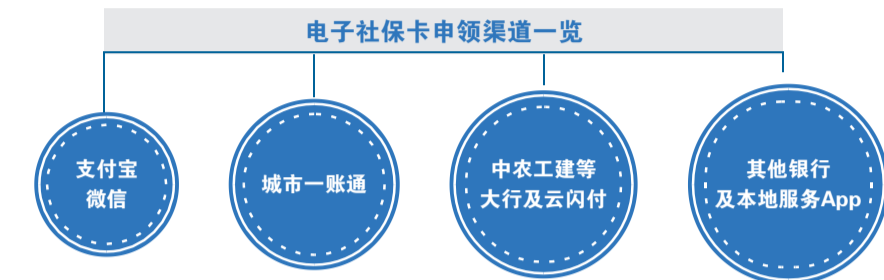 电子社保卡申领渠道一览
支付宝
微信
城市一账通
中农工建等
大行及云闪付
其他银行
及本地服务App